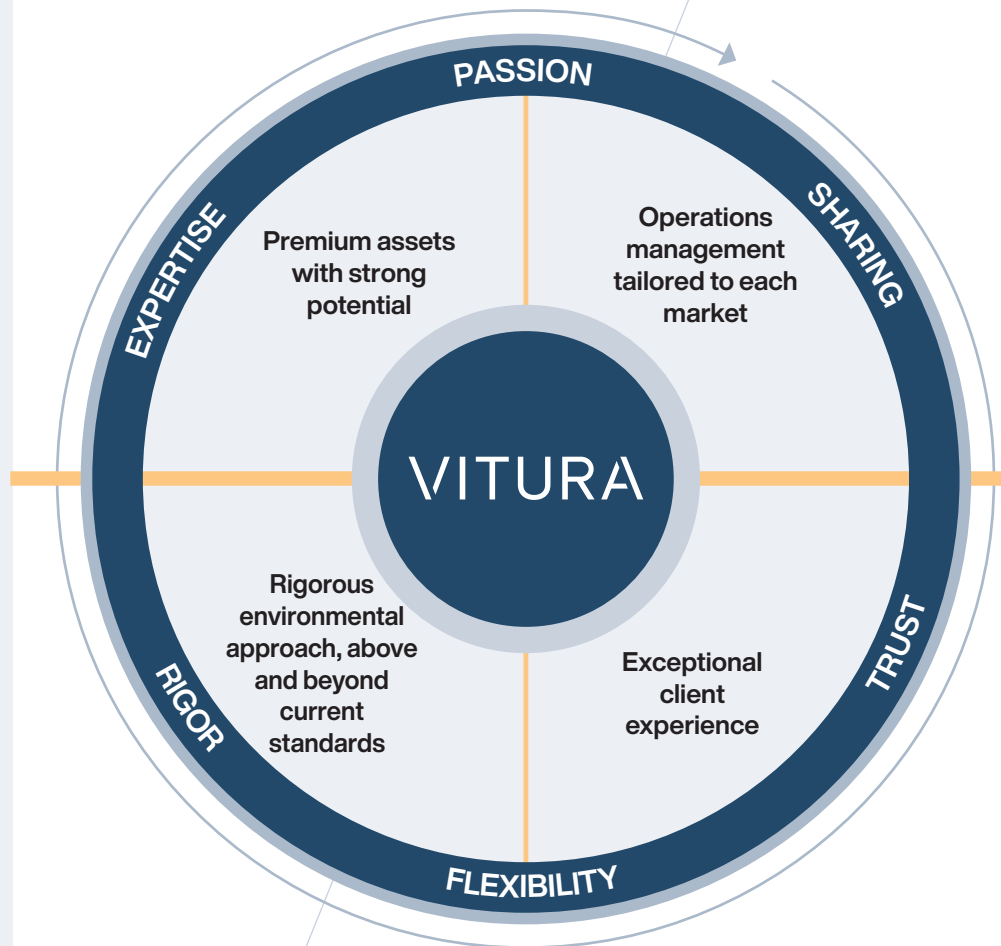 PASSION
EXPERTISE
SHARING
Premium assets
with strong
potential
Operations
management
tailored to each
market
VITURA
Rigorous
environmental
approach, above
and beyond
current
standards
Exceptional
client
experience
RIGOR
TRUST
FLEXIBILITY